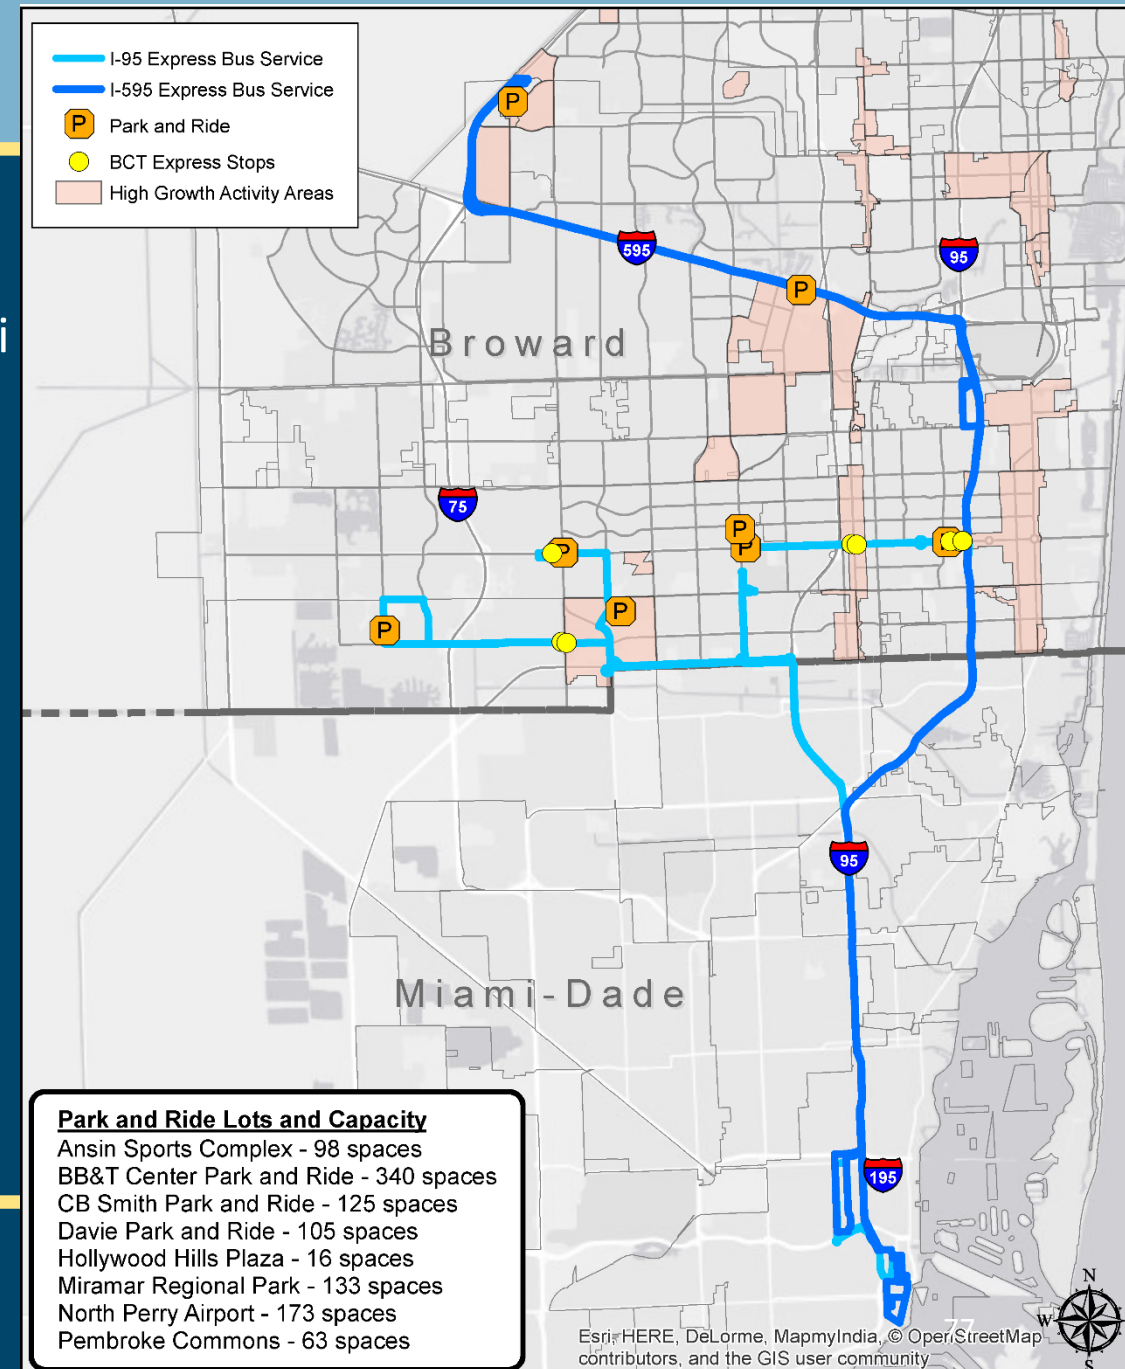 I-95 Express Bus Service
I-595 Express Bus Service
P Park and Ride
BCT Express Stops
High Growth Activity Areas
P
595
95
P
i
Broward
75
P
P
P
P
P
P
P
95
Miami-Dade
195
Park and Ride Lots and Capacity
Ansin Sports Complex - 98 spaces
BB&T Center Park and Ride - 340 spaces
CB Smith Park and Ride - 125 spaces
Davie Park and Ride - 105 spaces
Hollywood Hills Plaza - 16 spaces
Miramar Regional Park - 133 spaces
North Perry Airport - 173 spaces
Pembroke Commons - 63 spaces
N
W
S
77
Esri, HERE, DeLorme, MapmyIndia, © OpenStreetMap
contributors, and the GIS user community